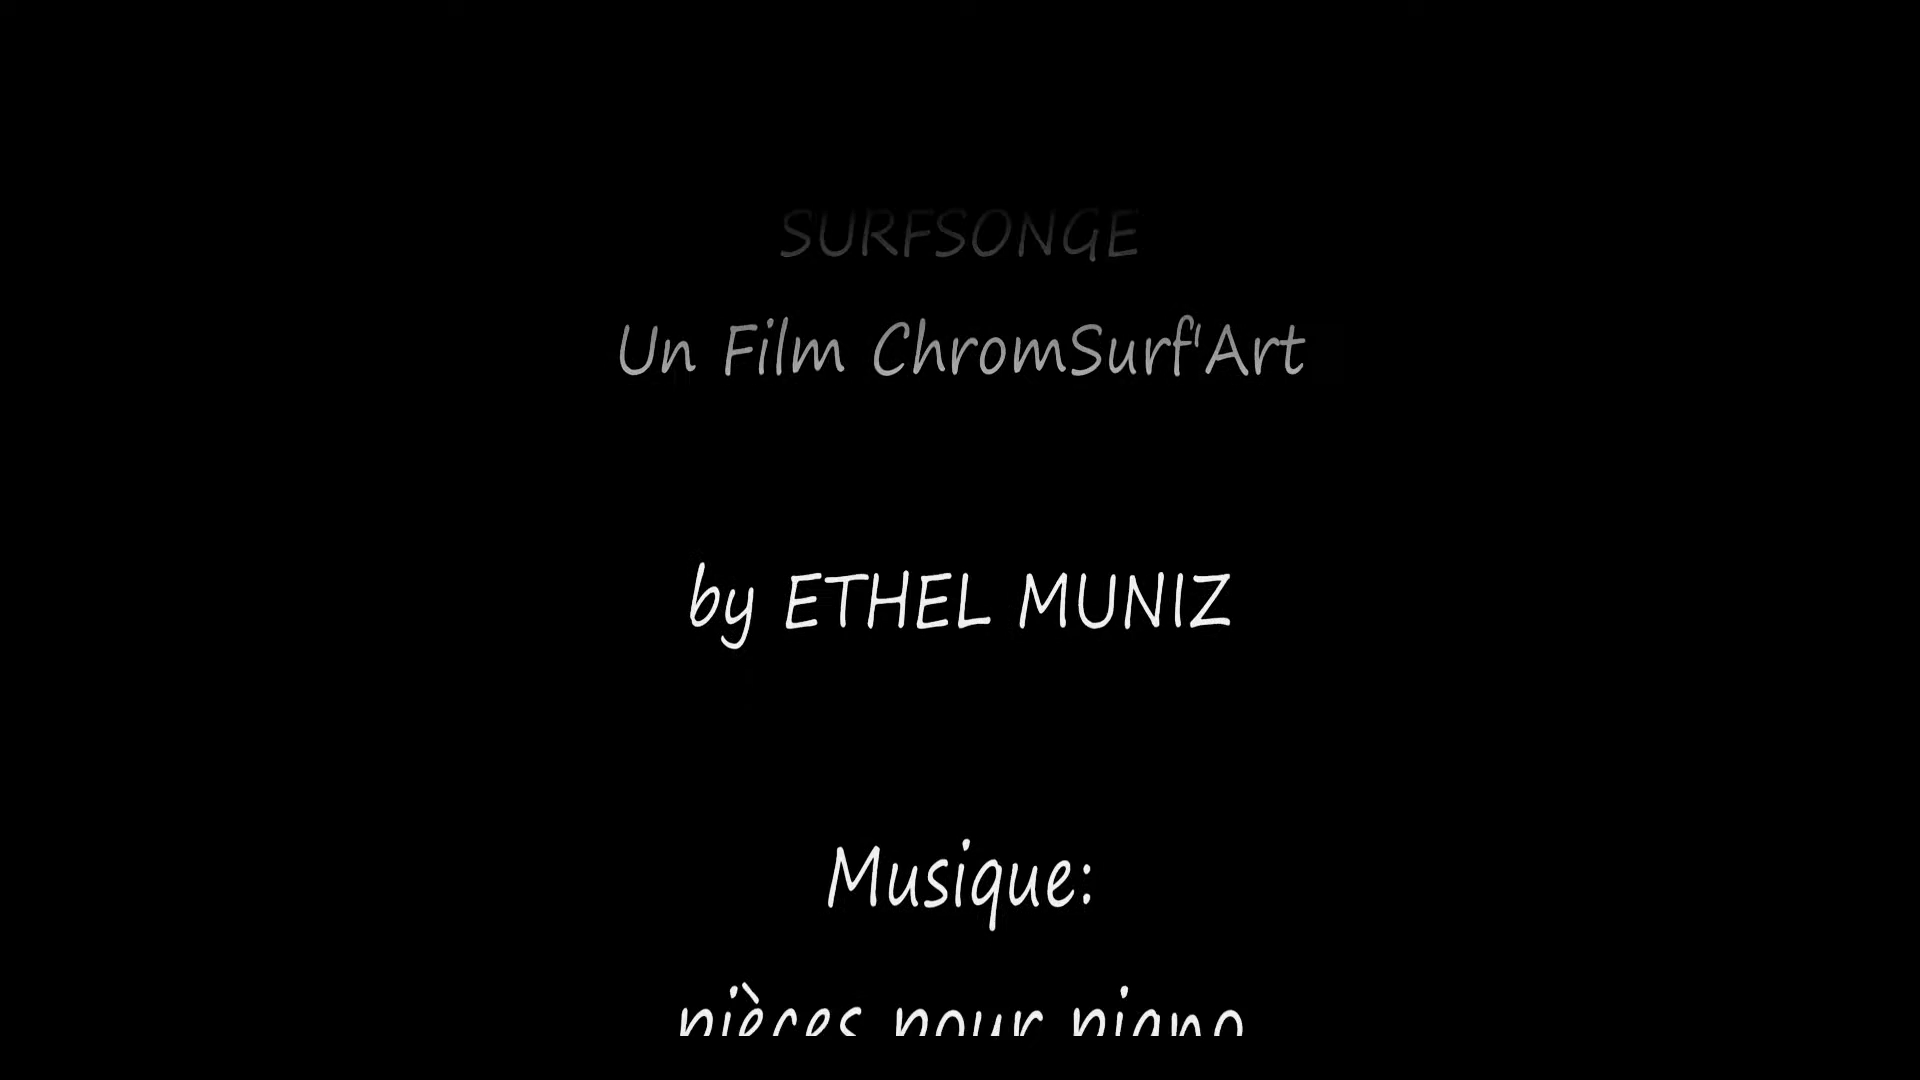 SURFSONGE
Un Film ChromSurf'Art
by ETHEL MUNIZ
Musique:
pièces pour piano